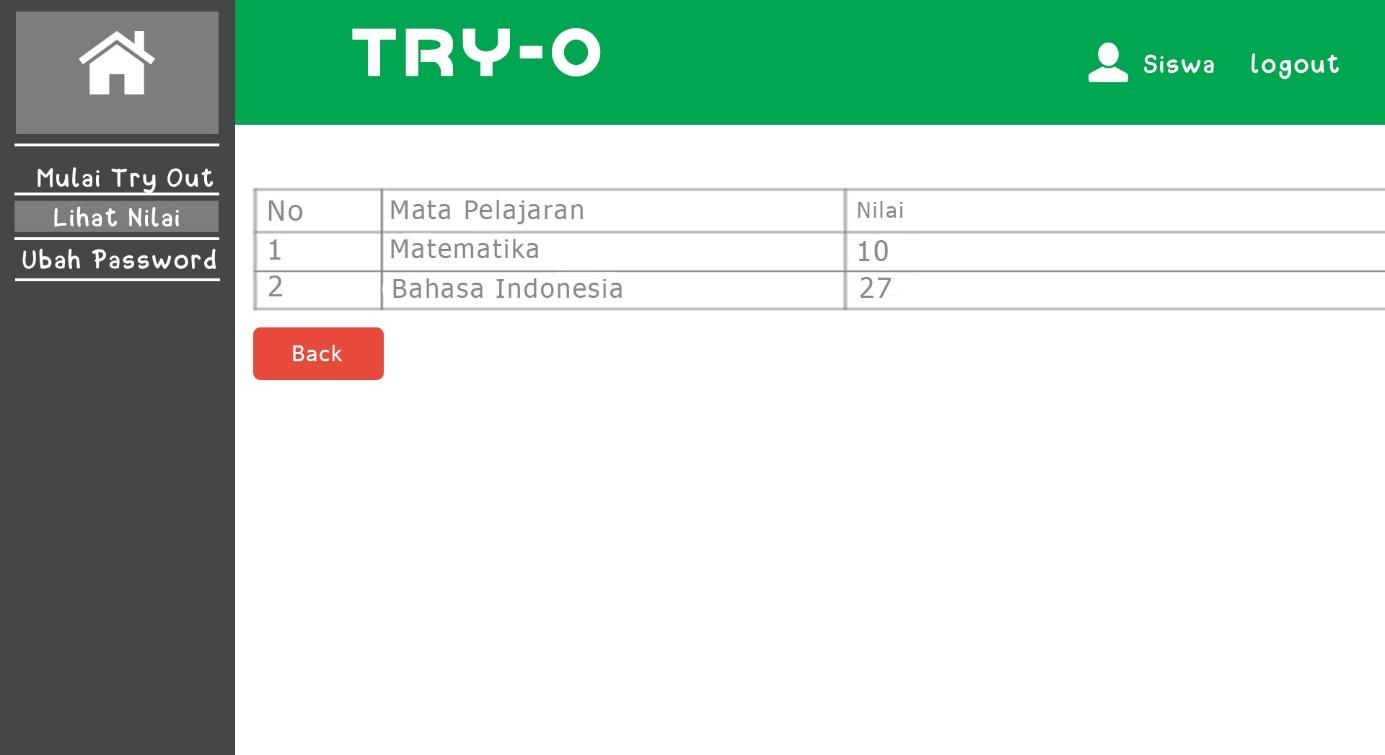 TRY-O
Siswa logout
Mulai Try Out
Lihat Nilai
Ubah Password
No Mata Pelajaran Nilai
1 Matematika 10
2 Bahasa Indonesia 27
Back